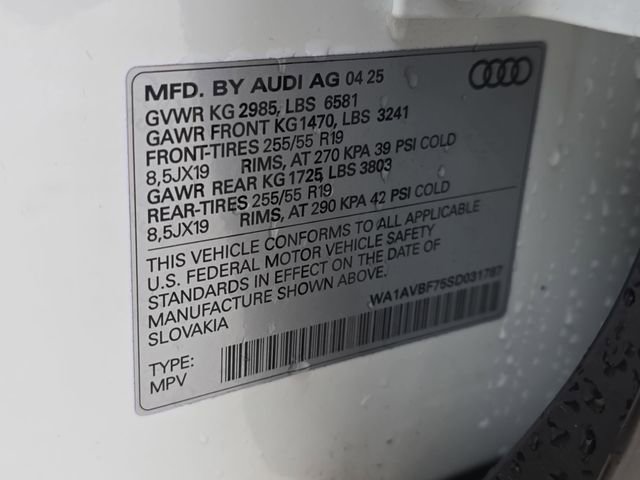 MFD. BY AUDI AG 04 25
GVWR KG 2985, LBS 6581
GAWR FRONT KG1470, LBS 3241
FRONT-TIRES 255/55 R19
8,5JX19 RIMS, AT 270 KPA 39 PSI COLD
GAWR REAR KG 1725 LBS 3803
REAR-TIRES 255/55 R19
8,5JX19 RIMS, AT 290 KPA 42 PSI COLD
THIS VEHICLE CONFORMS TO ALL APPLICABLE
U.S. FEDERAL MOTOR VEHICLE SAFETY
STANDARDS IN EFFECT ON THE DATE OF
MANUFACTURE SHOWN ABOVE.
SLOVAKIA
WA1AVBF75SD031787
TYPE:
MPV